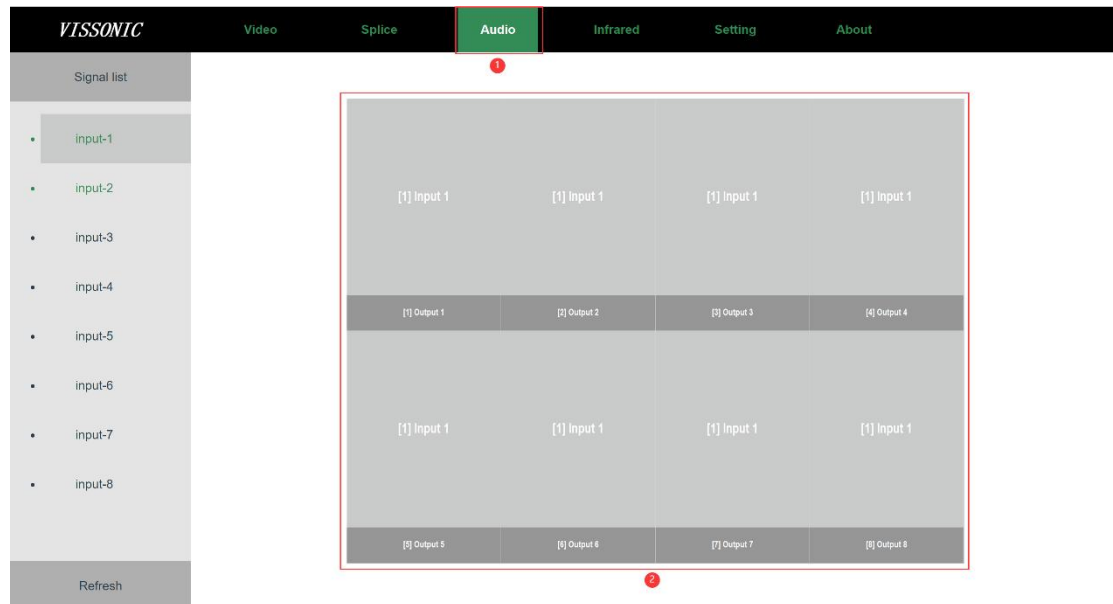 VISSONIC Video Splice Audio Infrared Setting About
1
Signal list
input-1
input-2
input-3
input-4
input-5
input-6
input-7
input-8
Refresh
[1] Input 1 [1] Input 1 [1] Input 1 [1] Input 1
[1] Output 1 [2] Output 2 [3] Output 3 [4] Output 4
[1] Input 1 [1] Input 1 [1] Input 1 [1] Input 1
[5] Output 5 [6] Output 6 [7] Output 7 [8] Output 8
2